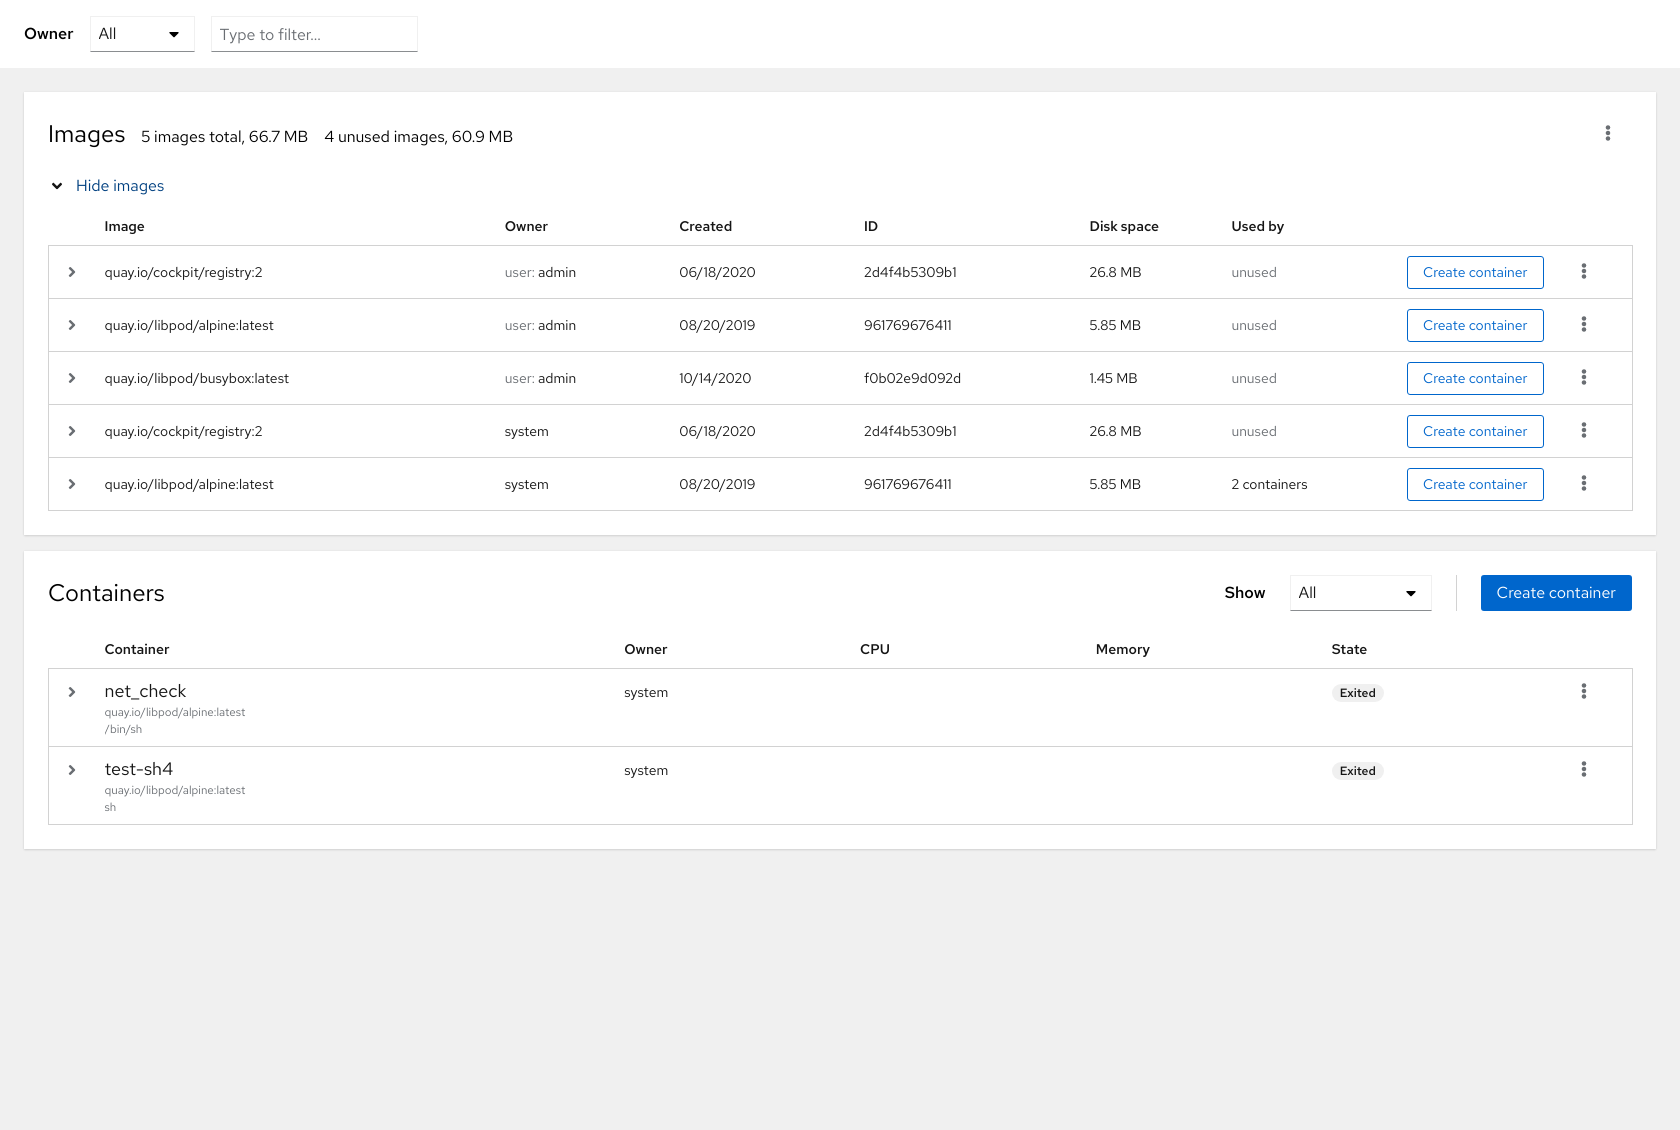 Owner All Type to filter...
Images 5 images total, 66.7 MB 4 unused images, 60.9 MB
Hide images
Image Owner Created ID Disk space Used by
quay.io/cockpit/registry:2 user: admin 06/18/2020 2d4f4b5309b1 26.8 MB unused Create container
quay.io/libpod/alpine:latest user: admin 08/20/2019 961769676411 5.85 MB unused Create container
quay.io/libpod/busybox:latest user: admin 10/14/2020 f0b02e9d092d 1.45 MB unused Create container
quay.io/cockpit/registry:2 system 06/18/2020 2d4f4b5309b1 26.8 MB unused Create container
quay.io/libpod/alpine:latest system 08/20/2019 961769676411 5.85 MB 2 containers Create container
Containers Show All Create container
Container Owner CPU Memory State
net_check system Exited
quay.io/libpod/alpine:latest
/bin/sh
test-sh4 system Exited
quay.io/libpod/alpine:latest
sh